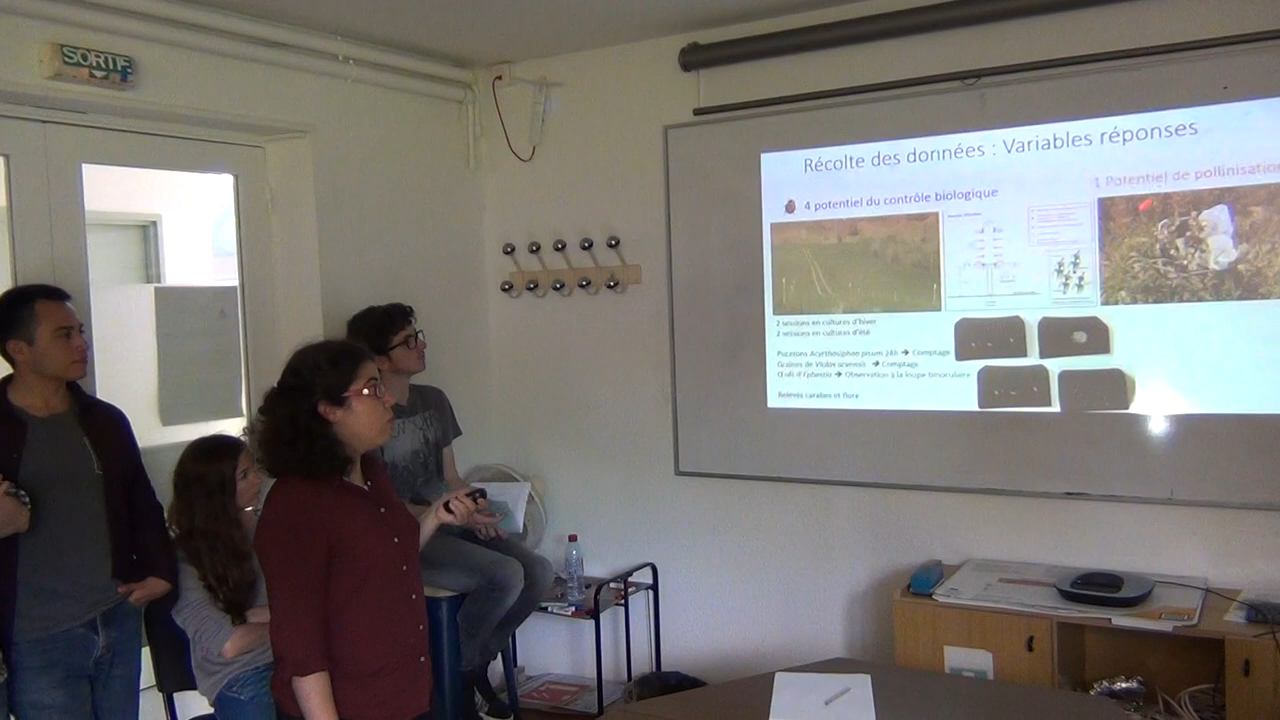 SORTIE
Récolte des données : Variables réponses
1 Potentiel de pollinisation
4 potentiel du contrôle biologique
2 sessions en cultures d'hiver
2 sessions en cultures d'été
Pucerons Acyrthosiphon pisum 24h → Comptage
Graines de Violas arvensis → Comptage
Œufs d'Ephestia → Observation à la loupe binoculaire
Relevés carabes et flore